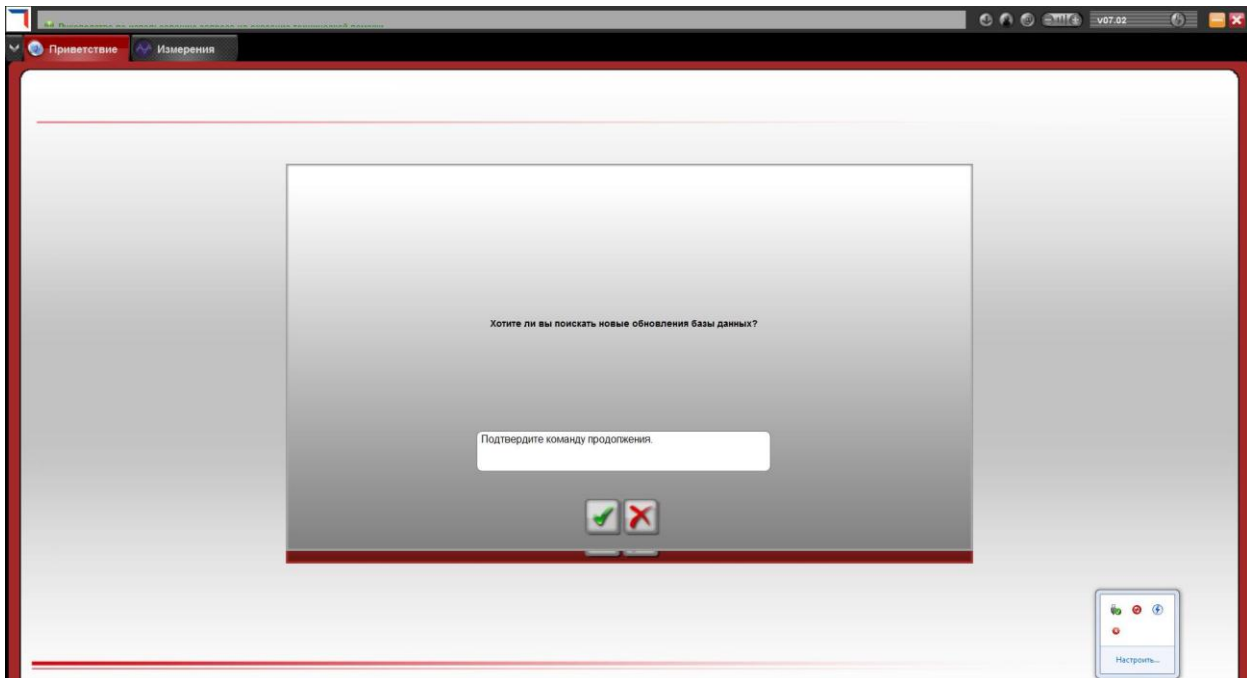 v07.02
Приветствие
Измерения
Хотите ли вы поискать новые обновления базы данных?
Подтвердите команду продолжения.
Настроить...